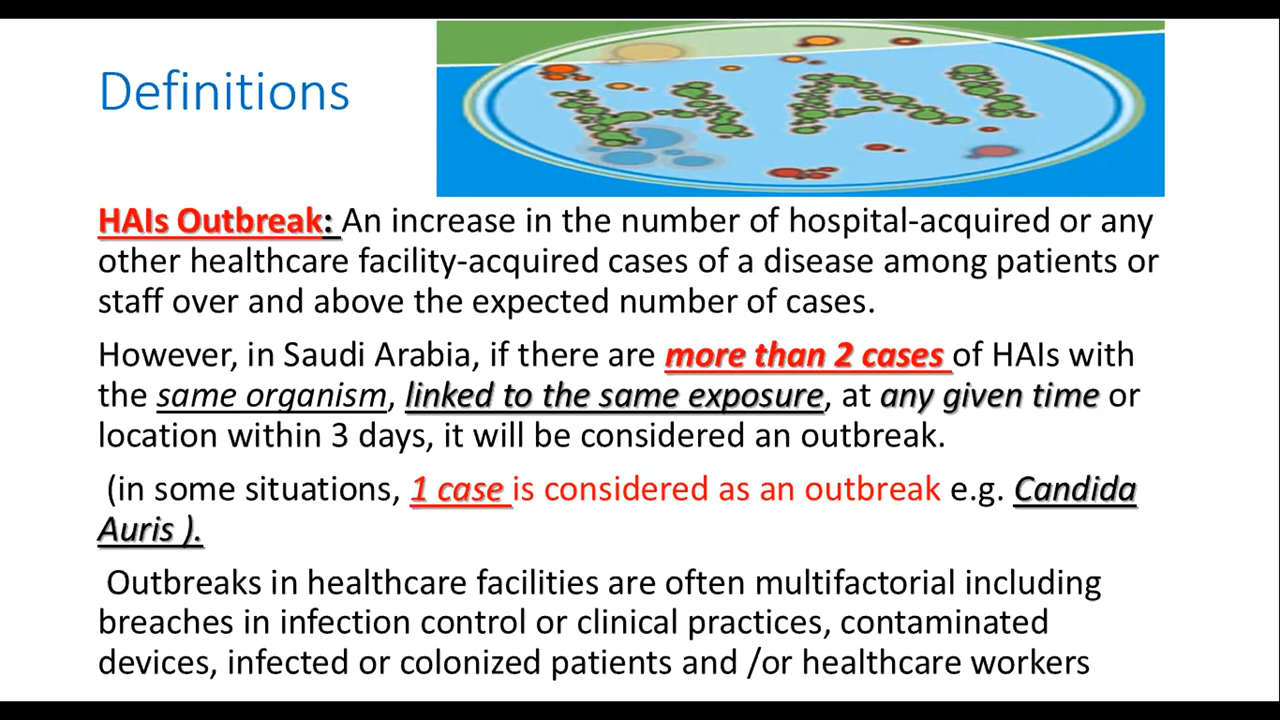 Definitions
HAI
HAIs Outbreak: An increase in the number of hospital-acquired or any
other healthcare facility-acquired cases of a disease among patients or
staff over and above the expected number of cases.
However, in Saudi Arabia, if there are more than 2 cases of HAIs with
the same organism, linked to the same exposure, at any given time or
location within 3 days, it will be considered an outbreak.
(in some situations, 1 case is considered as an outbreak e.g. Candida
Auris ).
Outbreaks in healthcare facilities are often multifactorial including
breaches in infection control or clinical practices, contaminated
devices, infected or colonized patients and /or healthcare workers